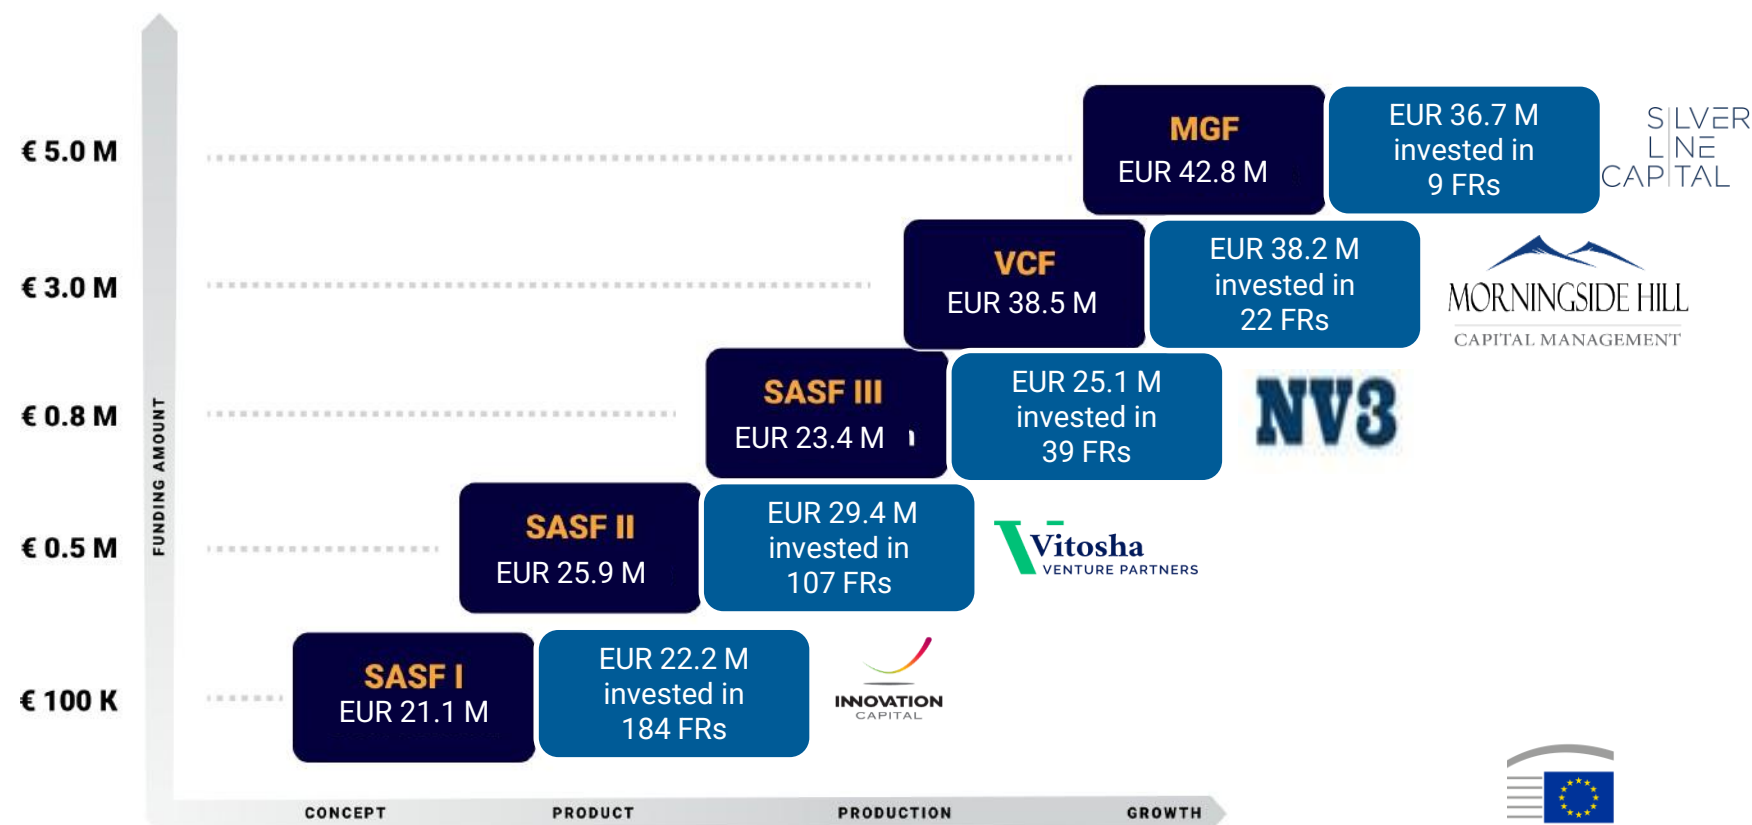 € 5.0 M
MGF
EUR 42.8 M
EUR 36.7 M
invested in
9 FRs
SILVER
LINE
CAPITAL
€ 3.0 M
VCF
EUR 38.5 M
EUR 38.2 M
invested in
22 FRs
MORNINGSIDE HILL
CAPITAL MANAGEMENT
€ 0.8 M
SASF III
EUR 23.4 M
EUR 25.1 M
invested in
39 FRs
NV3
FUNDING AMOUNT
€ 0.5 M
SASF II
EUR 25.9 M
EUR 29.4 M
invested in
107 FRs
Vitosha
VENTURE PARTNERS
€ 100 K
SASF I
EUR 21.1 M
EUR 22.2 M
invested in
184 FRs
INNOVATION
CAPITAL
CONCEPT PRODUCT PRODUCTION GROWTH